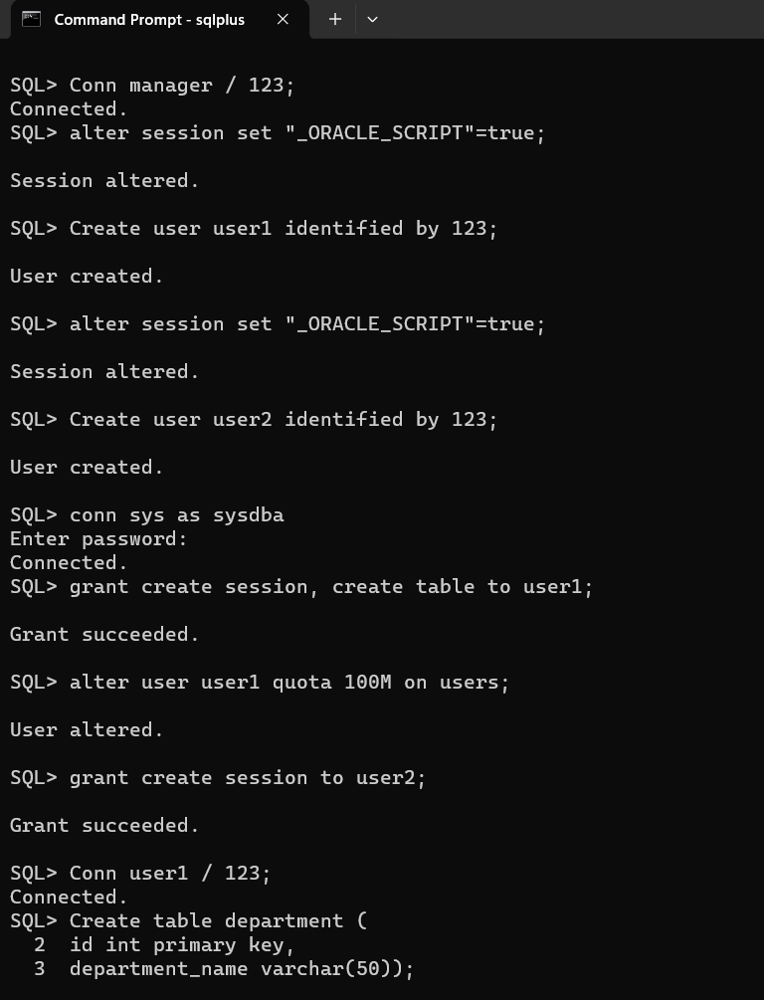 Command Prompt - sqlplus
SQL> Conn manager / 123;
Connected.
SQL> alter session set "_ORACLE_SCRIPT"=true;
Session altered.
SQL> Create user user1 identified by 123;
User created.
SQL> alter session set "_ORACLE_SCRIPT"=true;
Session altered.
SQL> Create user user2 identified by 123;
User created.
SQL> conn sys as sysdba
Enter password:
Connected.
SQL> grant create session, create table to user1;
Grant succeeded.
SQL> alter user user1 quota 100M on users;
User altered.
SQL> grant create session to user2;
Grant succeeded.
SQL> Conn user1 / 123;
Connected.
SQL> Create table department (
  2  id int primary key,
  3  department_name varchar(50));